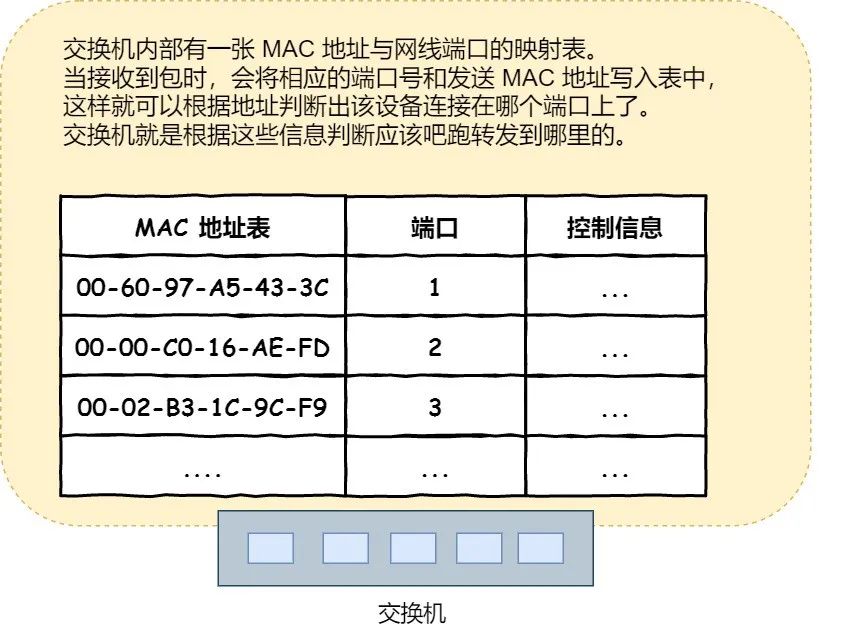 交换机内部有一张 MAC 地址与网线端口的映射表。
当接收到包时，会将相应的端口号和发送 MAC 地址写入表中，
这样就可以根据地址判断出该设备连接在哪个端口上了。
交换机就是根据这些信息判断应该吧跑转发到哪里的。
MAC 地址表 端口 控制信息
00-60-97-A5-43-3C 1 ...
00-00-C0-16-AE-FD 2 ...
00-02-B3-1C-9C-F9 3 ...
.... ... ...
交换机